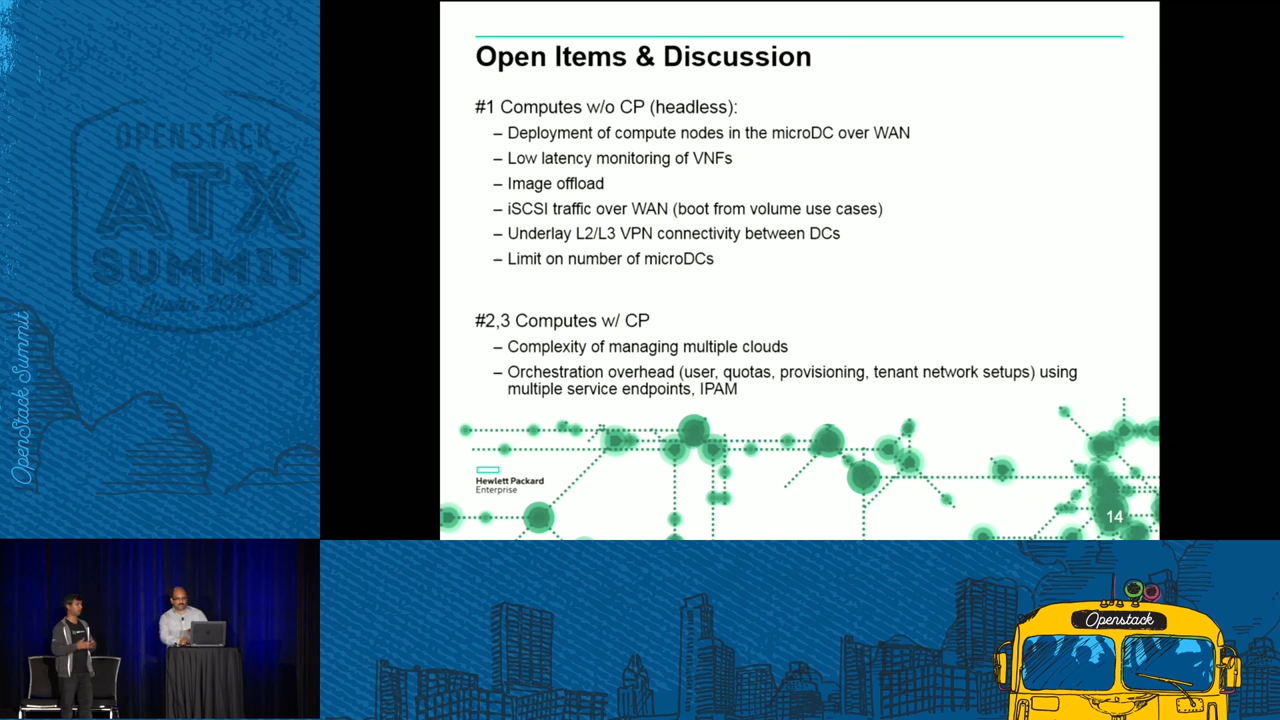 OPENSTACK
ATX
SUMMIT
Austin 2016
OpenStack Summit
Open Items & Discussion
#1 Computes w/o CP (headless):
– Deployment of compute nodes in the microDC over WAN
– Low latency monitoring of VNFs
– Image offload
– iSCSI traffic over WAN (boot from volume use cases)
– Underlay L2/L3 VPN connectivity between DCs
– Limit on number of microDCs
#2,3 Computes w/ CP
– Complexity of managing multiple clouds
– Orchestration overhead (user, quotas, provisioning, tenant network setups) using
multiple service endpoints, IPAM
Hewlett Packard
Enterprise
14
Openstack